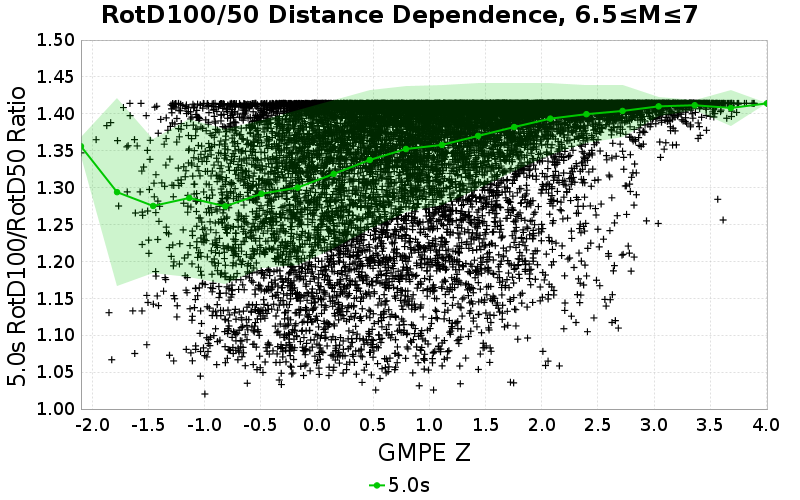 RotD100/50 Distance Dependence, 6.5≤M≤7
5.0s RotD100/RotD50 Ratio
1.50
1.45
1.40
1.35
1.30
1.25
1.20
1.15
1.10
1.05
1.00
-2.0 -1.5 -1.0 -0.5 0.0 0.5 1.0 1.5 2.0 2.5 3.0 3.5 4.0
GMPE Z
5.0s